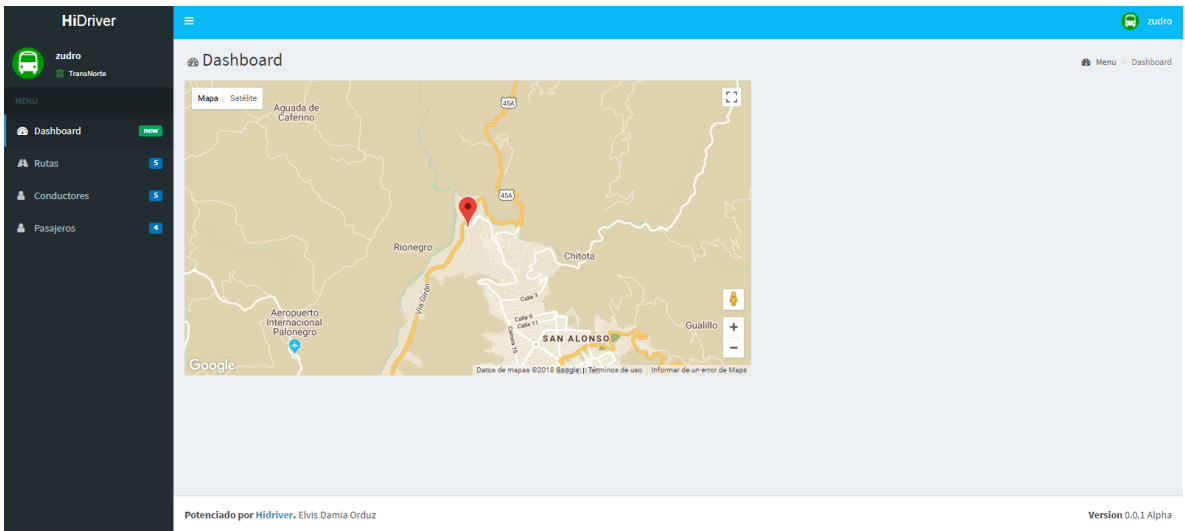 HiDriver
zudro
zudro
TransNorte
Dashboard
Menu > Dashboard
MENU
Dashboard new
Rutas 5
Conductores 5
Pasajeros 4
Mapa Satélite
Aguada de
Caferino
45A
45A
Rionegro
Chitota
Vía Girón
Calle 3
Aeropuerto
Internacional
Palonegro
Calle 9
Calle 11
Carrera 15
Gualillo
SAN ALONSO
+
−
Google
Datos de mapas ©2018 Google Términos de uso Informar de un error de Maps
Potenciado por Hidriver. Elvis Damia Orduz
Version 0.0.1 Alpha